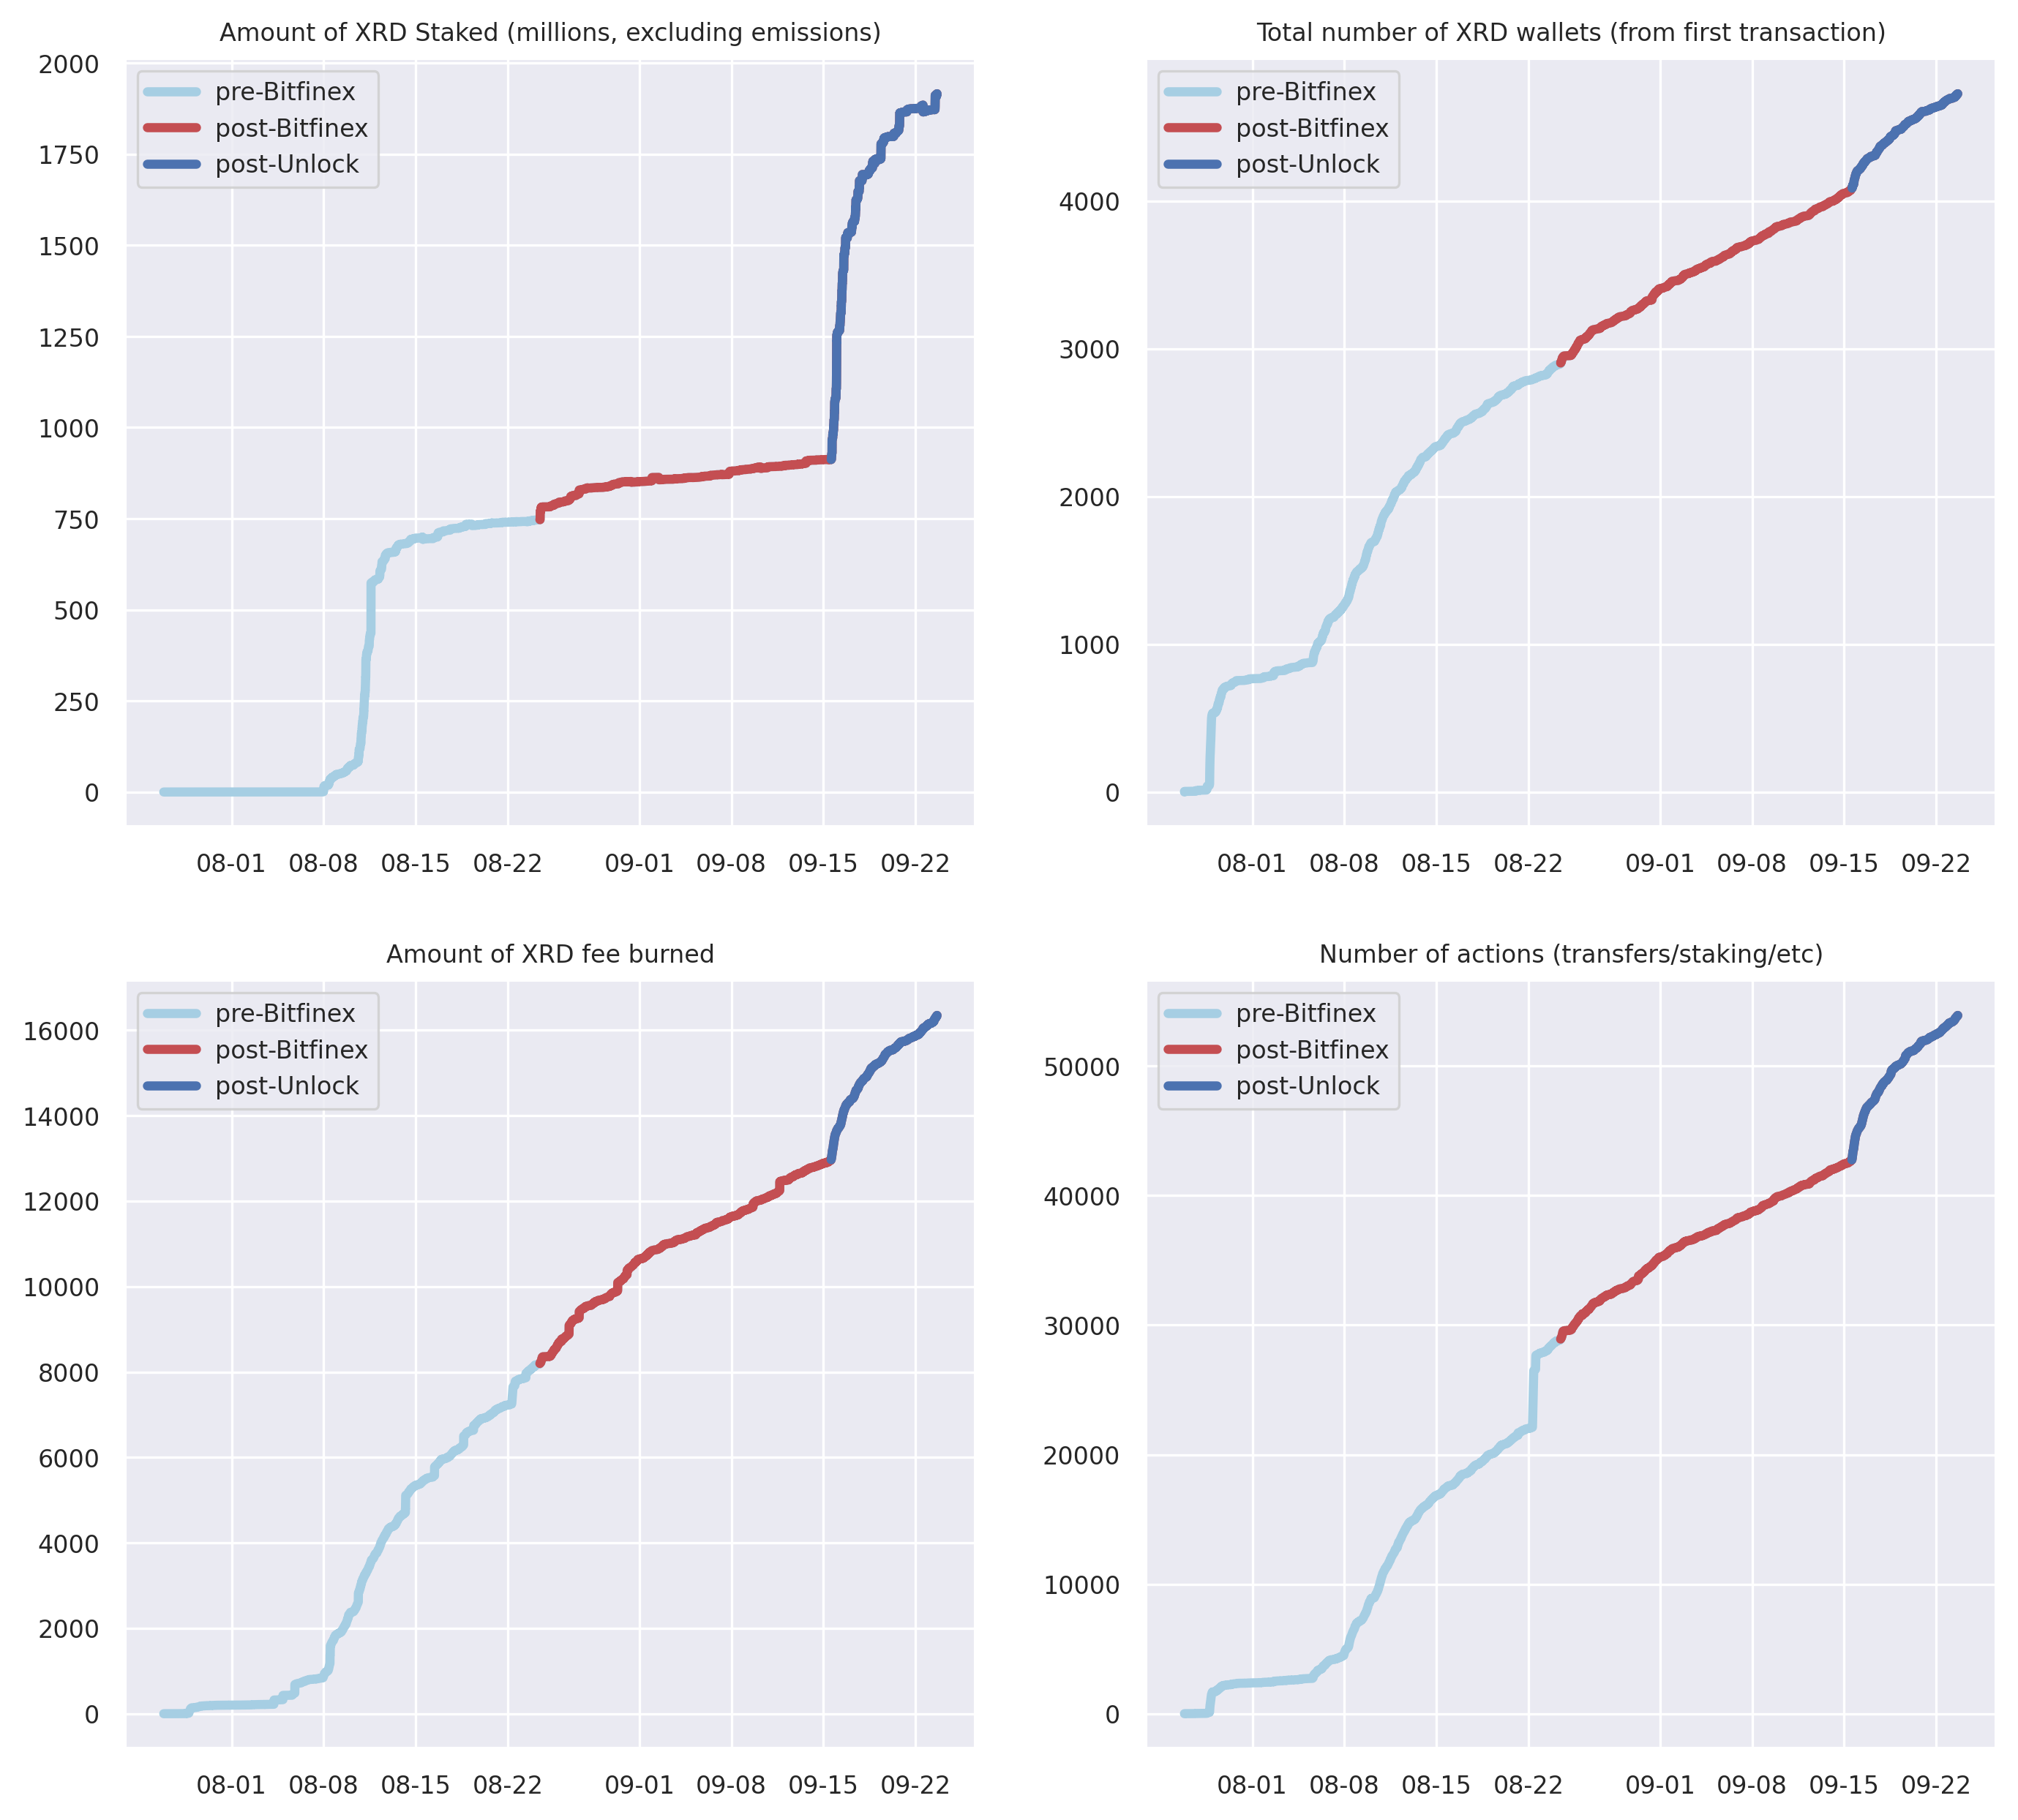 Amount of XRD Staked (millions, excluding emissions)
2000
1750
1500
1250
1000
750
500
250
0
pre-Bitfinex
post-Bitfinex
post-Unlock
08-01 08-08 08-15 08-22 09-01 09-08 09-15 09-22
Total number of XRD wallets (from first transaction)
4000
3000
2000
1000
0
pre-Bitfinex
post-Bitfinex
post-Unlock
08-01 08-08 08-15 08-22 09-01 09-08 09-15 09-22
Amount of XRD fee burned
16000
14000
12000
10000
8000
6000
4000
2000
0
pre-Bitfinex
post-Bitfinex
post-Unlock
08-01 08-08 08-15 08-22 09-01 09-08 09-15 09-22
Number of actions (transfers/staking/etc)
50000
40000
30000
20000
10000
0
pre-Bitfinex
post-Bitfinex
post-Unlock
08-01 08-08 08-15 08-22 09-01 09-08 09-15 09-22